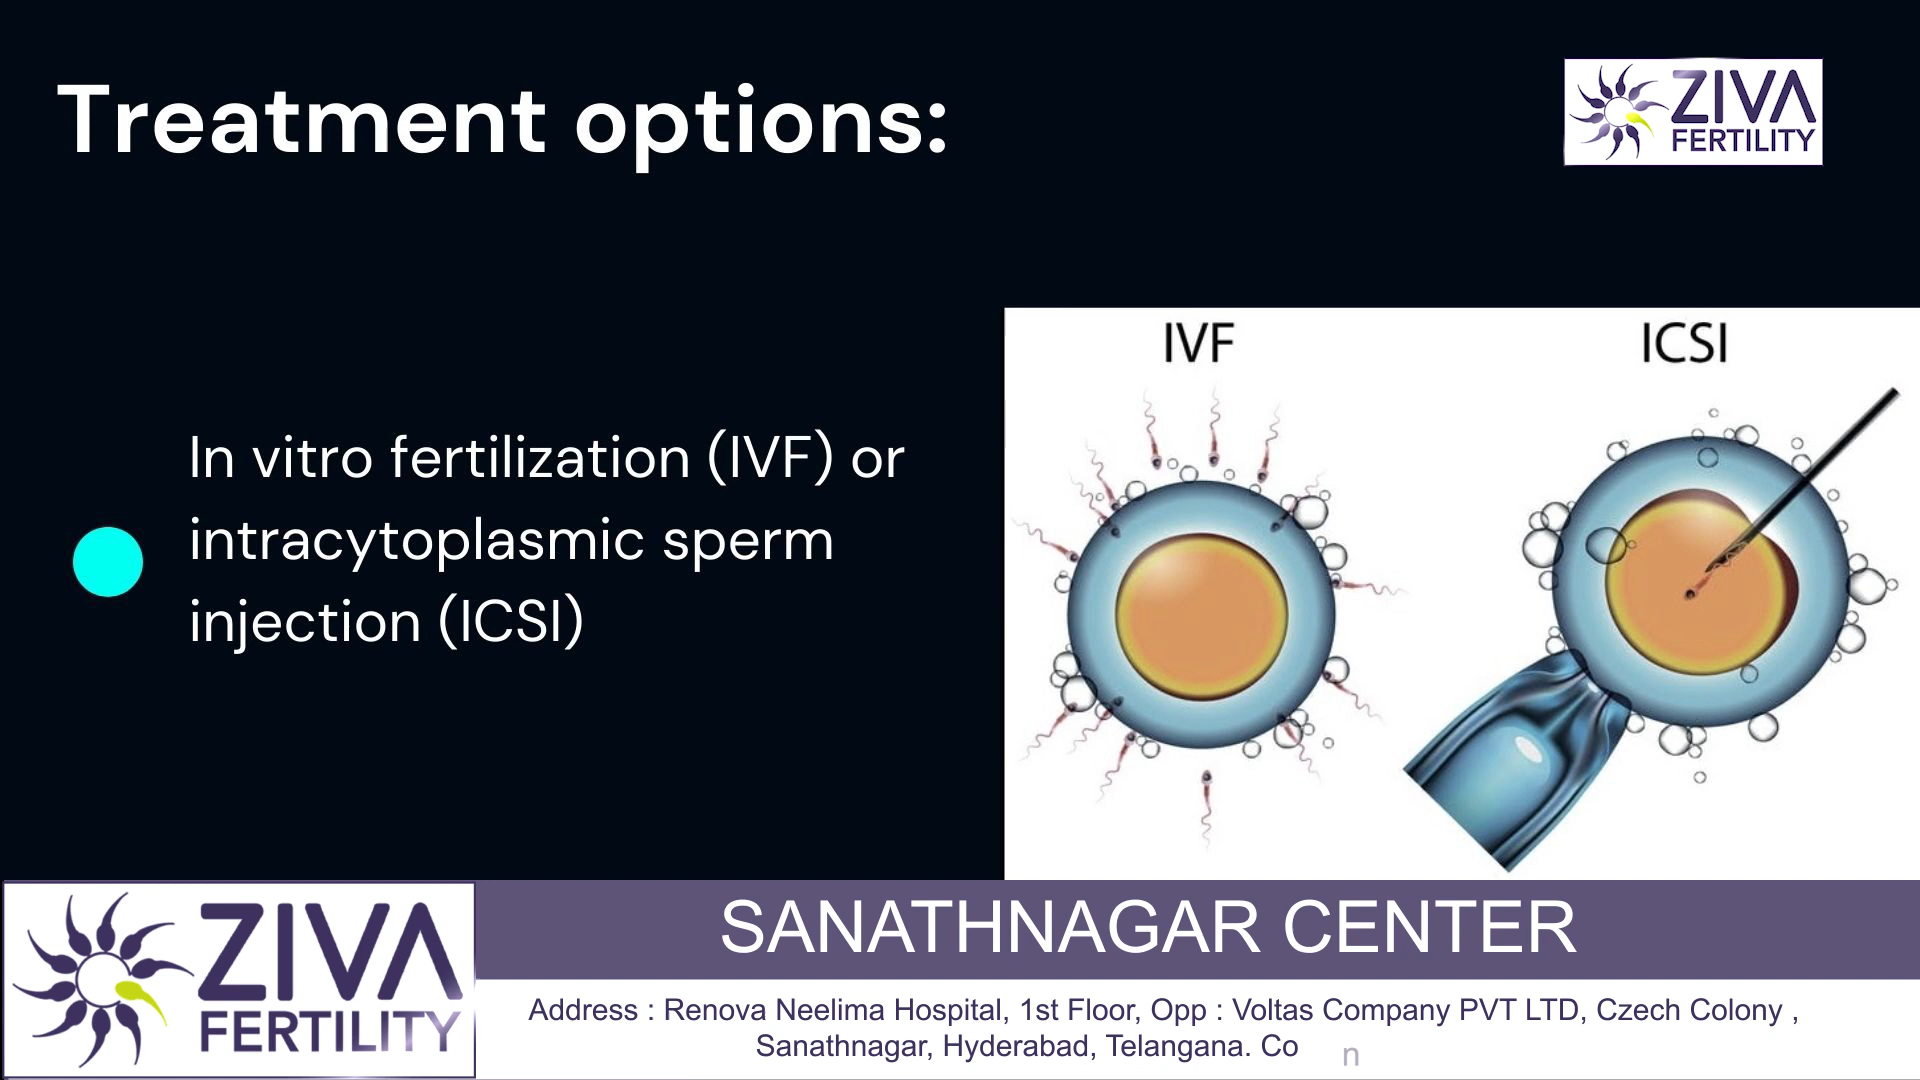 Treatment options:
ZIVA
FERTILITY
In vitro fertilization (IVF) or
intracytoplasmic sperm
injection (ICSI)
IVF
ICSI
ZIVA
FERTILITY
SANATHNAGAR CENTER
Address : Renova Neelima Hospital, 1st Floor, Opp : Voltas Company PVT LTD, Czech Colony ,
Sanathnagar, Hyderabad, Telangana. Co n